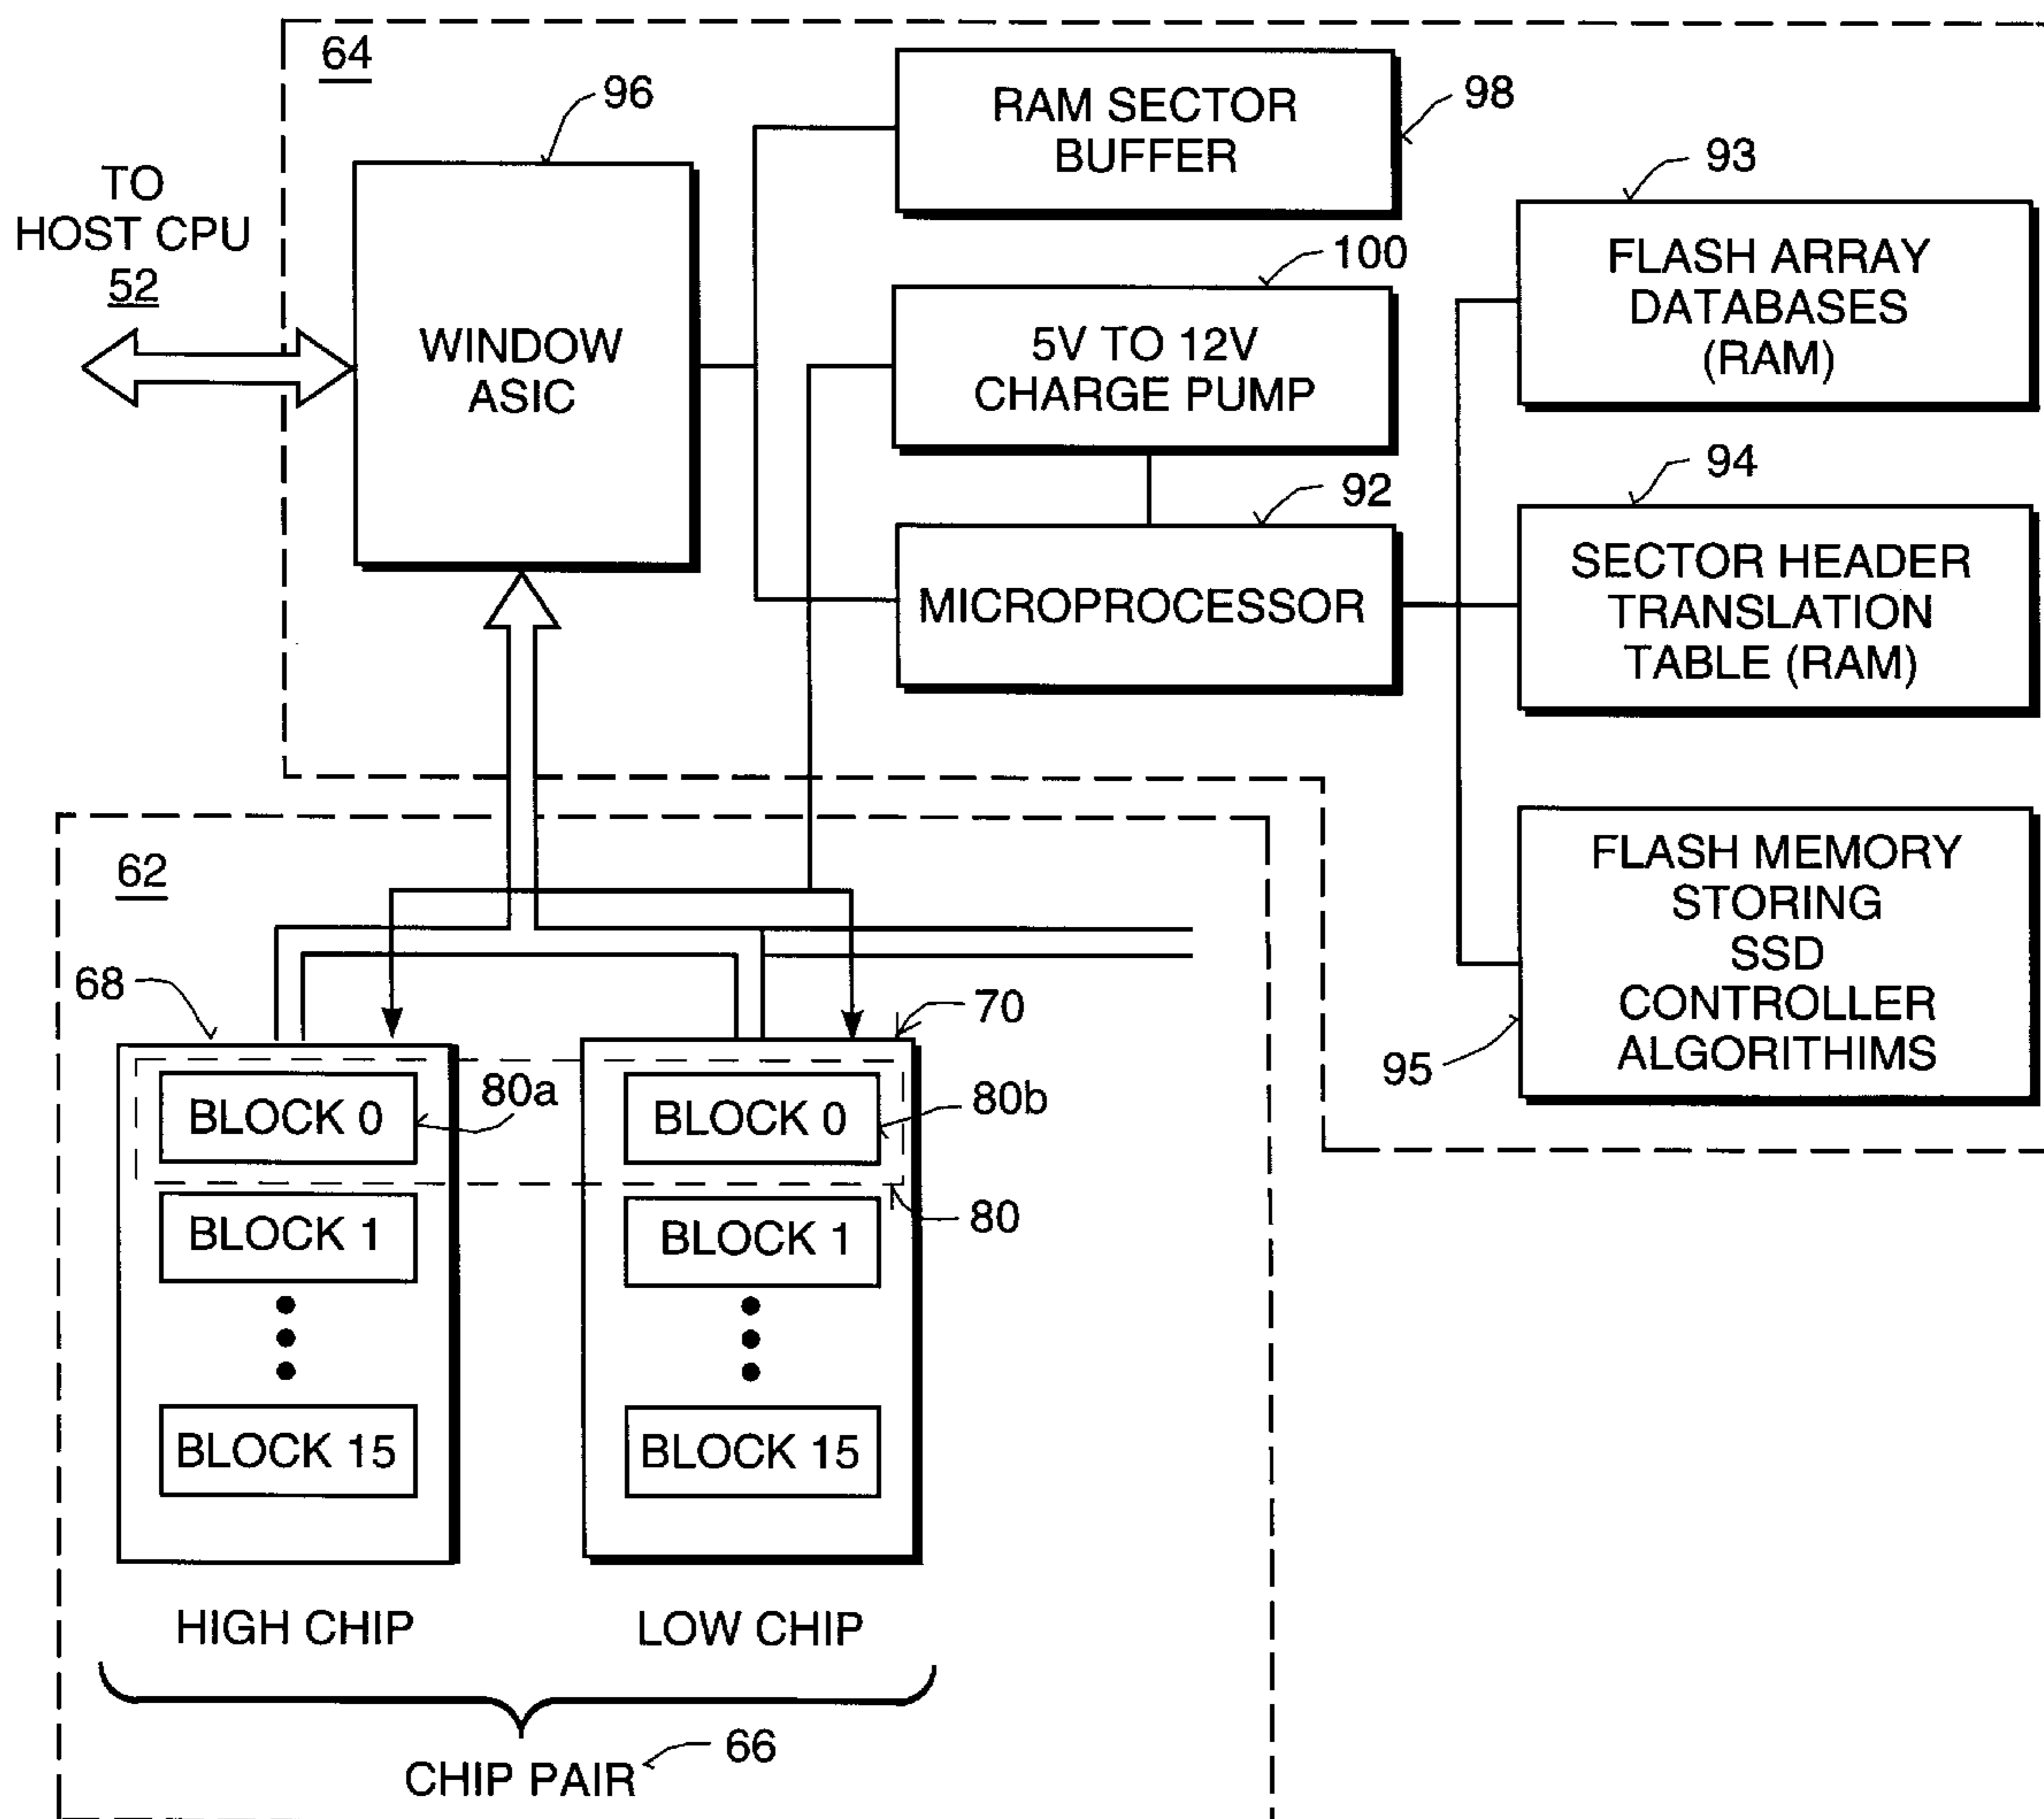 64
96
RAM SECTOR
BUFFER
98
TO
HOST CPU
52
WINDOW
ASIC
100
5V TO 12V
CHARGE PUMP
92
MICROPROCESSOR
93
FLASH ARRAY
DATABASES
(RAM)
94
SECTOR HEADER
TRANSLATION
TABLE (RAM)
FLASH MEMORY
STORING
SSD
CONTROLLER
ALGORITHIMS
95
62
68
70
BLOCK 0
80a
BLOCK 0
80b
BLOCK 1
BLOCK 1
80
BLOCK 15
BLOCK 15
HIGH CHIP
LOW CHIP
CHIP PAIR
66